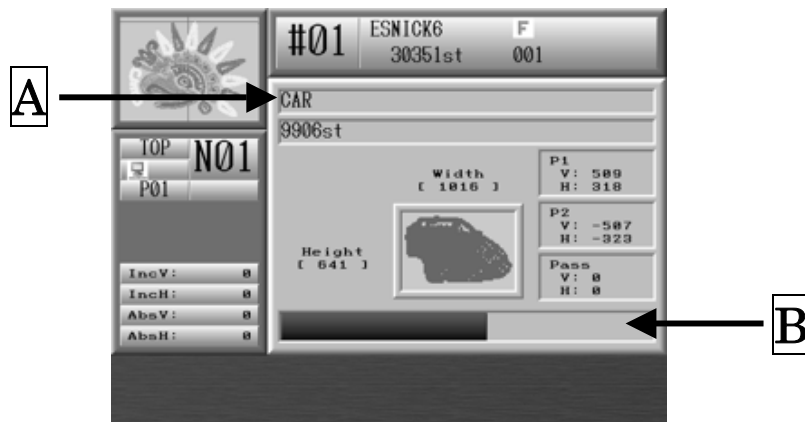 A
B
#01 ESNICK6 F
30351st 001
CAR
9906st
TOP N01
P01
Width
[ 1016 ]
Height
[ 641 ]
P1
V: 509
H: 318
P2
V: -507
H: -323
Pass
V: 0
H: 0
IncV: 0
IncH: 0
AbsV: 0
AbsH: 0